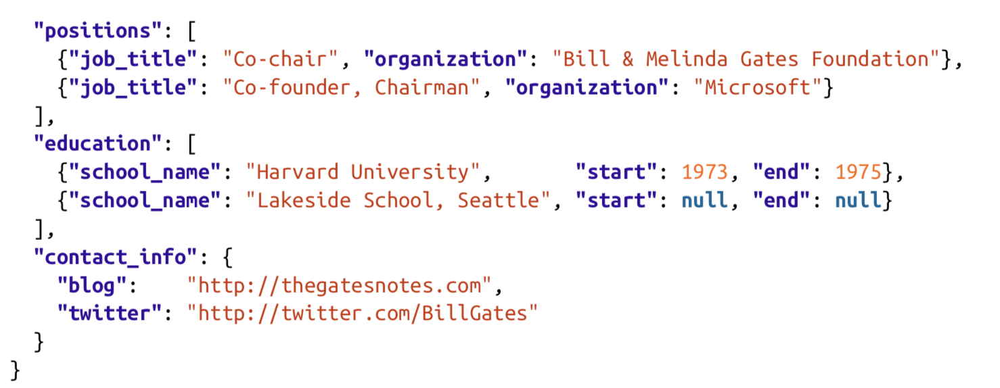 "positions": [
{"job_title": "Co-chair", "organization": "Bill & Melinda Gates Foundation"},
{"job_title": "Co-founder, Chairman", "organization": "Microsoft"}
],
"education": [
{"school_name": "Harvard University", "start": 1973, "end": 1975},
{"school_name": "Lakeside School, Seattle", "start": null, "end": null}
],
"contact_info": {
"blog": "http://thegatesnotes.com",
"twitter": "http://twitter.com/BillGates"
}
}